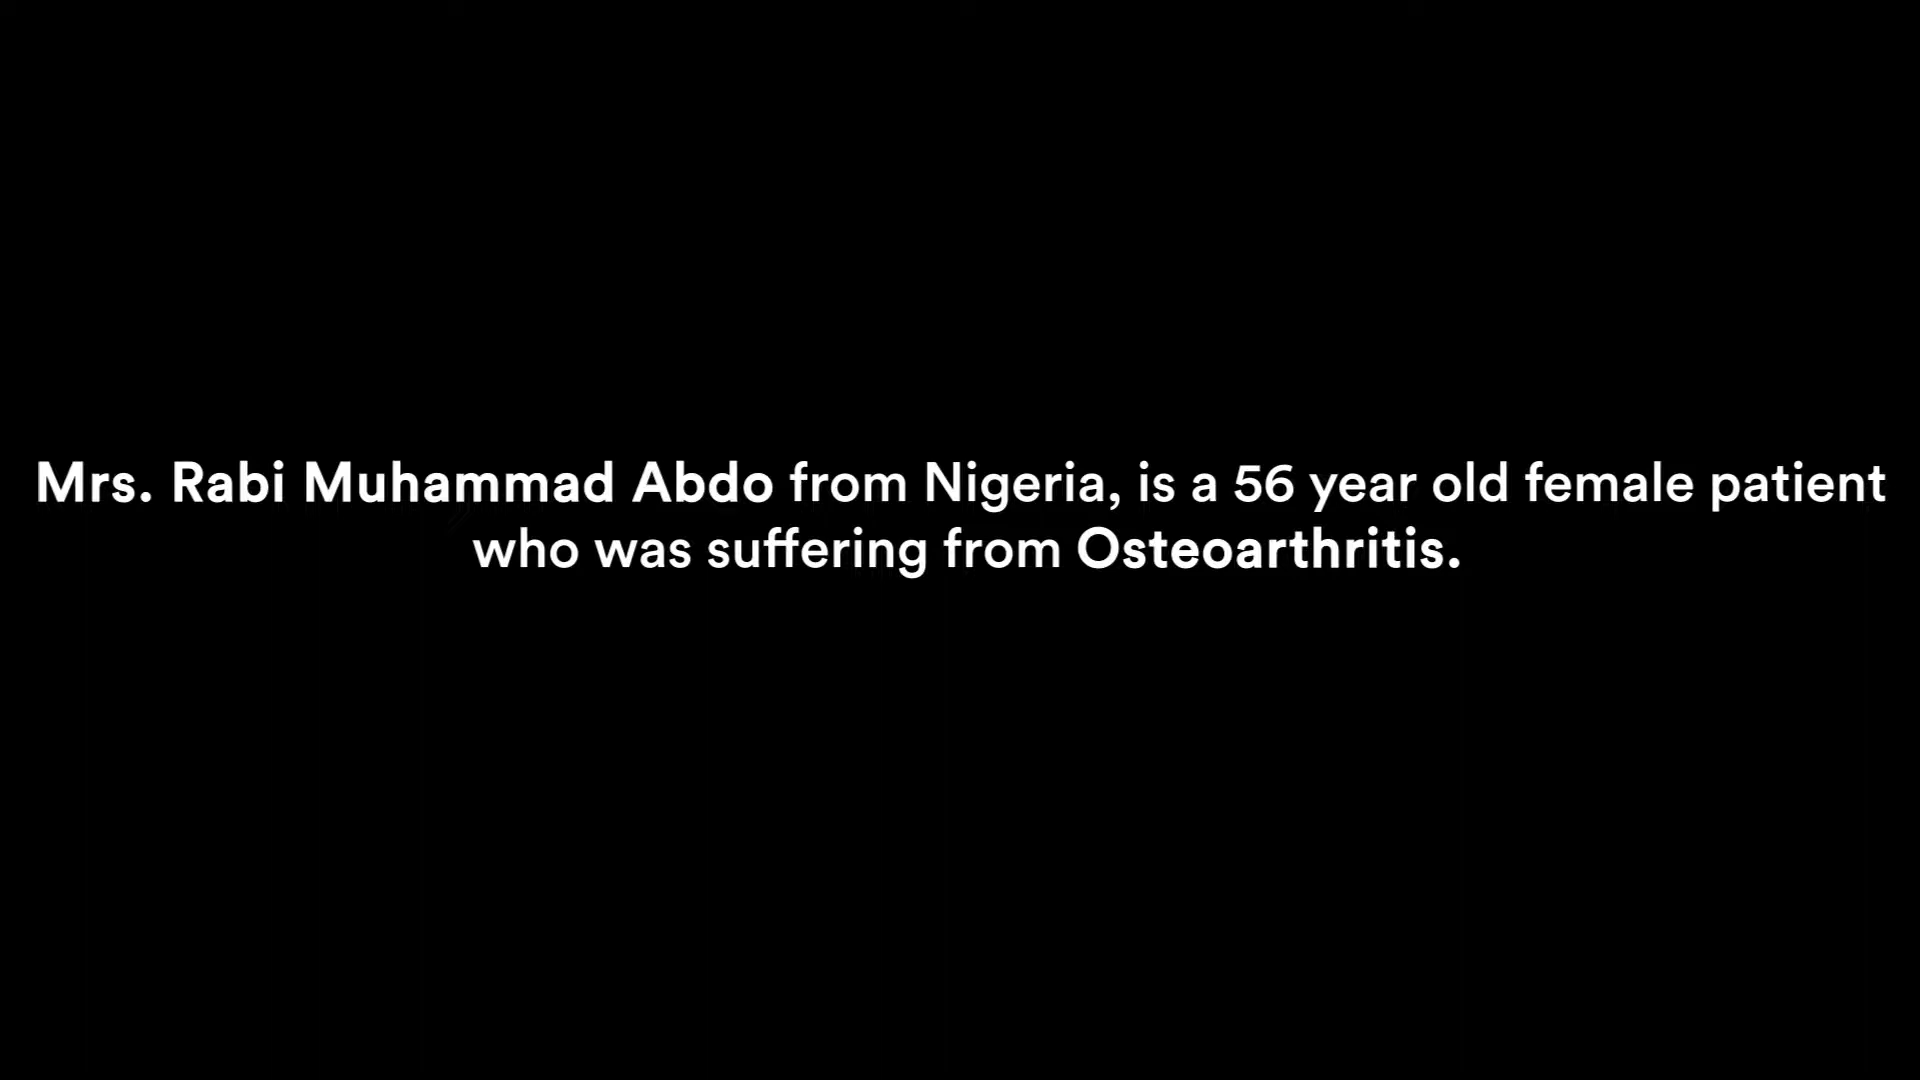 Mrs. Rabi Muhammad Abdo from Nigeria, is a 56 year old female patient
who was suffering from Osteoarthritis.